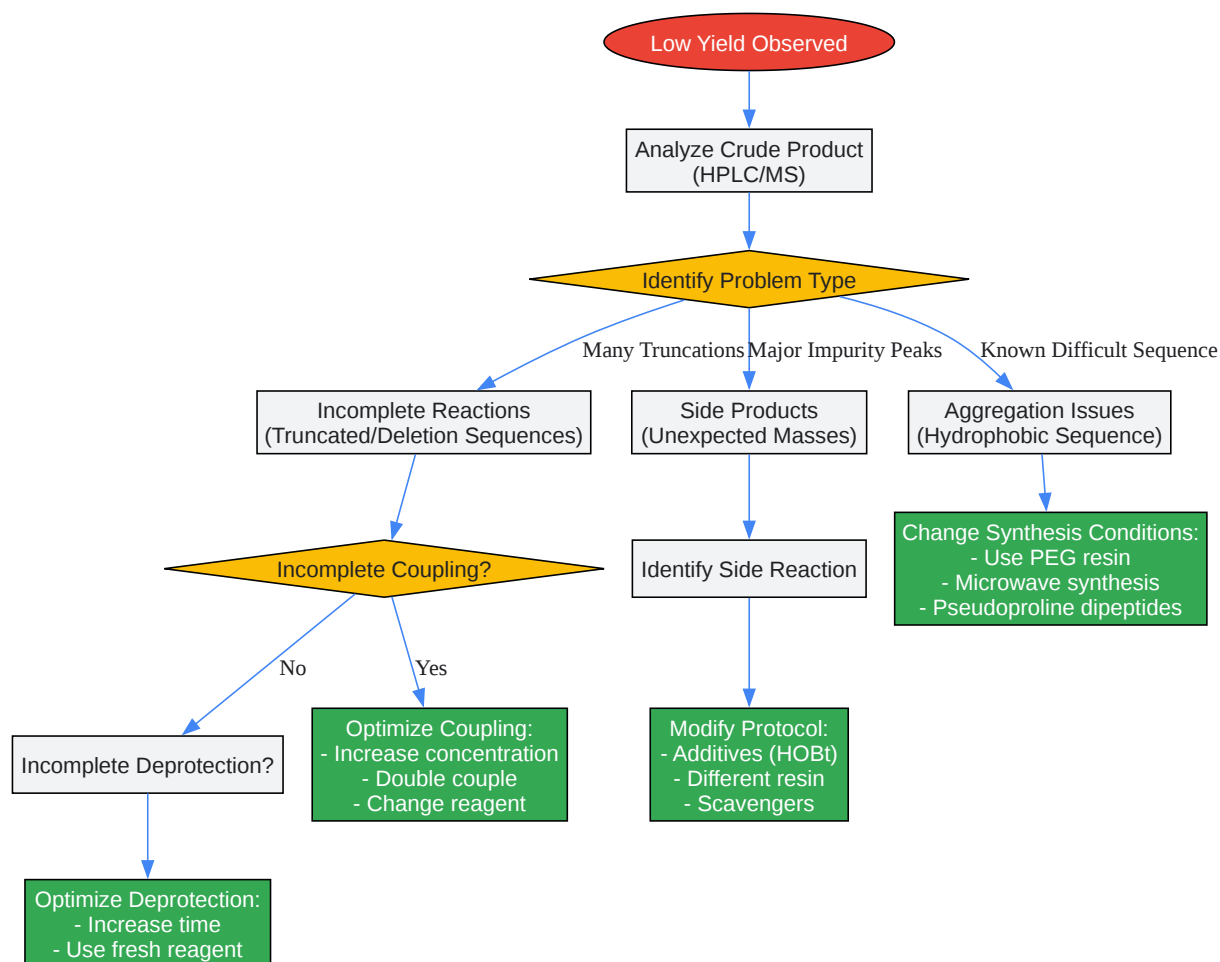 Low Yield Observed
Analyze Crude Product
(HPLC/MS)
Identify Problem Type
Many Truncations
Major Impurity Peaks
Known Difficult Sequence
Incomplete Reactions
(Truncated/Deletion Sequences)
Side Products
(Unexpected Masses)
Aggregation Issues
(Hydrophobic Sequence)
Incomplete Coupling?
Identify Side Reaction
Change Synthesis Conditions:
- Use PEG resin
- Microwave synthesis
- Pseudoproline dipeptides
No
Yes
Incomplete Deprotection?
Optimize Coupling:
- Increase concentration
- Double couple
- Change reagent
Modify Protocol:
- Additives (HOBt)
- Different resin
- Scavengers
Optimize Deprotection:
- Increase time
- Use fresh reagent